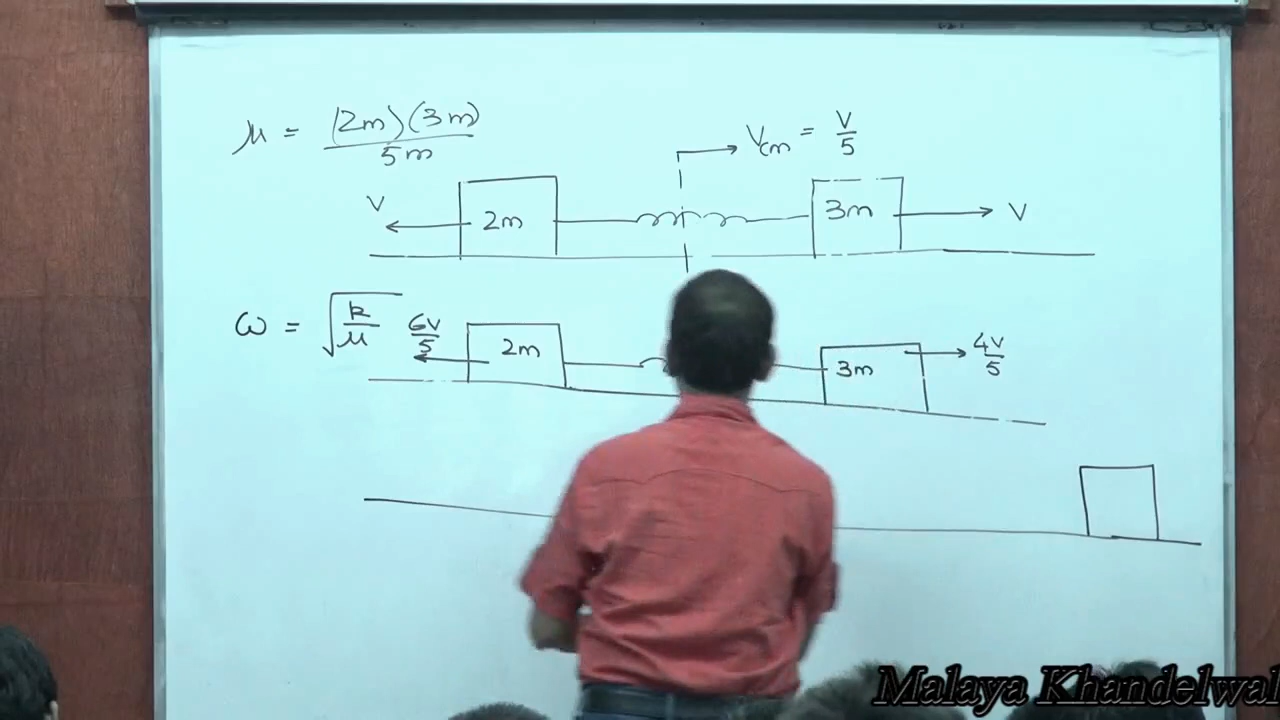 μ = (2m)(3m) / 5m
V_cm = V/5
V 2m 3m V
ω = √(k/μ) 6V/5 2m 3m 4V/5
Malaya Khandelwal